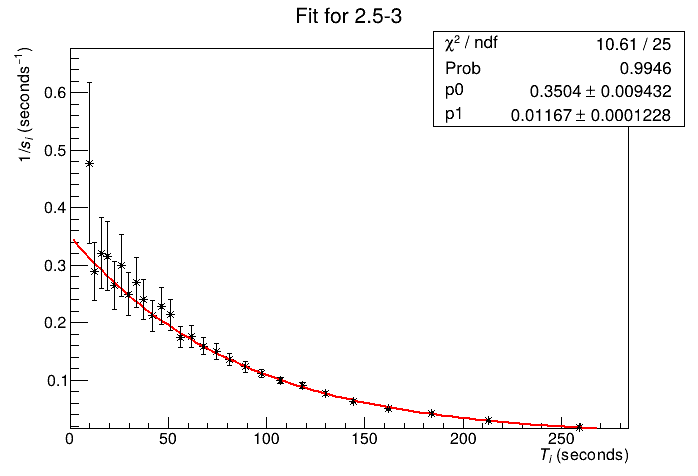 Fit for 2.5-3
χ² / ndf 10.61 / 25
Prob 0.9946
p0 0.3504 ± 0.009432
p1 0.01167 ± 0.0001228
1/sᵢ (seconds⁻¹)
0.6
0.5
0.4
0.3
0.2
0.1
0 50 100 150 200 250
Tᵢ (seconds)